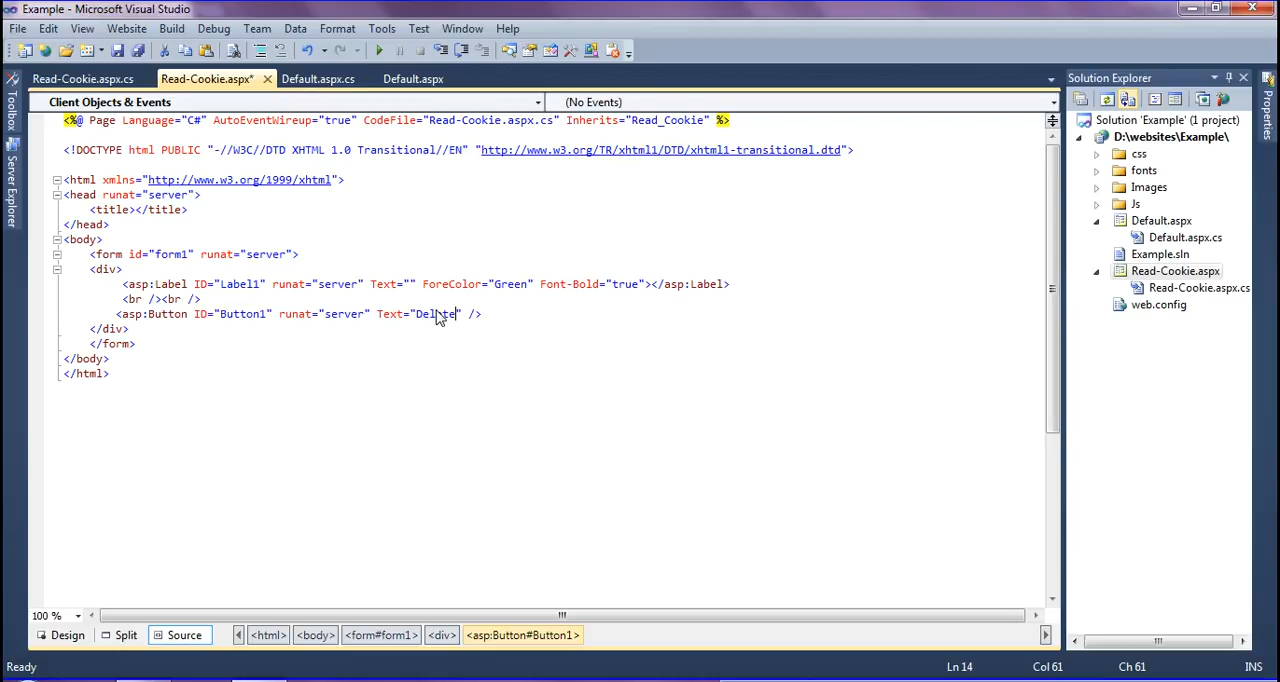 Example - Microsoft Visual Studio
File Edit View Website Build Debug Team Data Format Tools Test Window Help
Read-Cookie.aspx.cs Read-Cookie.aspx* Default.aspx.cs Default.aspx
Solution Explorer
Client Objects & Events (No Events)
<%@ Page Language="C#" AutoEventWireup="true" CodeFile="Read-Cookie.aspx.cs" Inherits="Read_Cookie" %>
<!DOCTYPE html PUBLIC "-//W3C//DTD XHTML 1.0 Transitional//EN" "http://www.w3.org/TR/xhtml1/DTD/xhtml1-transitional.dtd">
<html xmlns="http://www.w3.org/1999/xhtml">
<head runat="server">
<title></title>
</head>
<body>
<form id="form1" runat="server">
<div>
<asp:Label ID="Label1" runat="server" Text="" ForeColor="Green" Font-Bold="true"></asp:Label>
<br /><br />
<asp:Button ID="Button1" runat="server" Text="Delete" />
</div>
</form>
</body>
</html>
Toolbox
Server Explorer
Solution 'Example' (1 project)
D:\websites\Example\
css
fonts
Images
Js
Default.aspx
Default.aspx.cs
Example.sln
Read-Cookie.aspx
Read-Cookie.aspx.cs
web.config
Properties
100 %
Design Split Source <html> <body> <form#form1> <div> <asp:Button#Button1>
Ready Ln 14 Col 61 Ch 61 INS